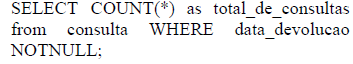 SELECT COUNT(*) as total_de_consultas
from consulta WHERE data_devolucao
NOTNULL;